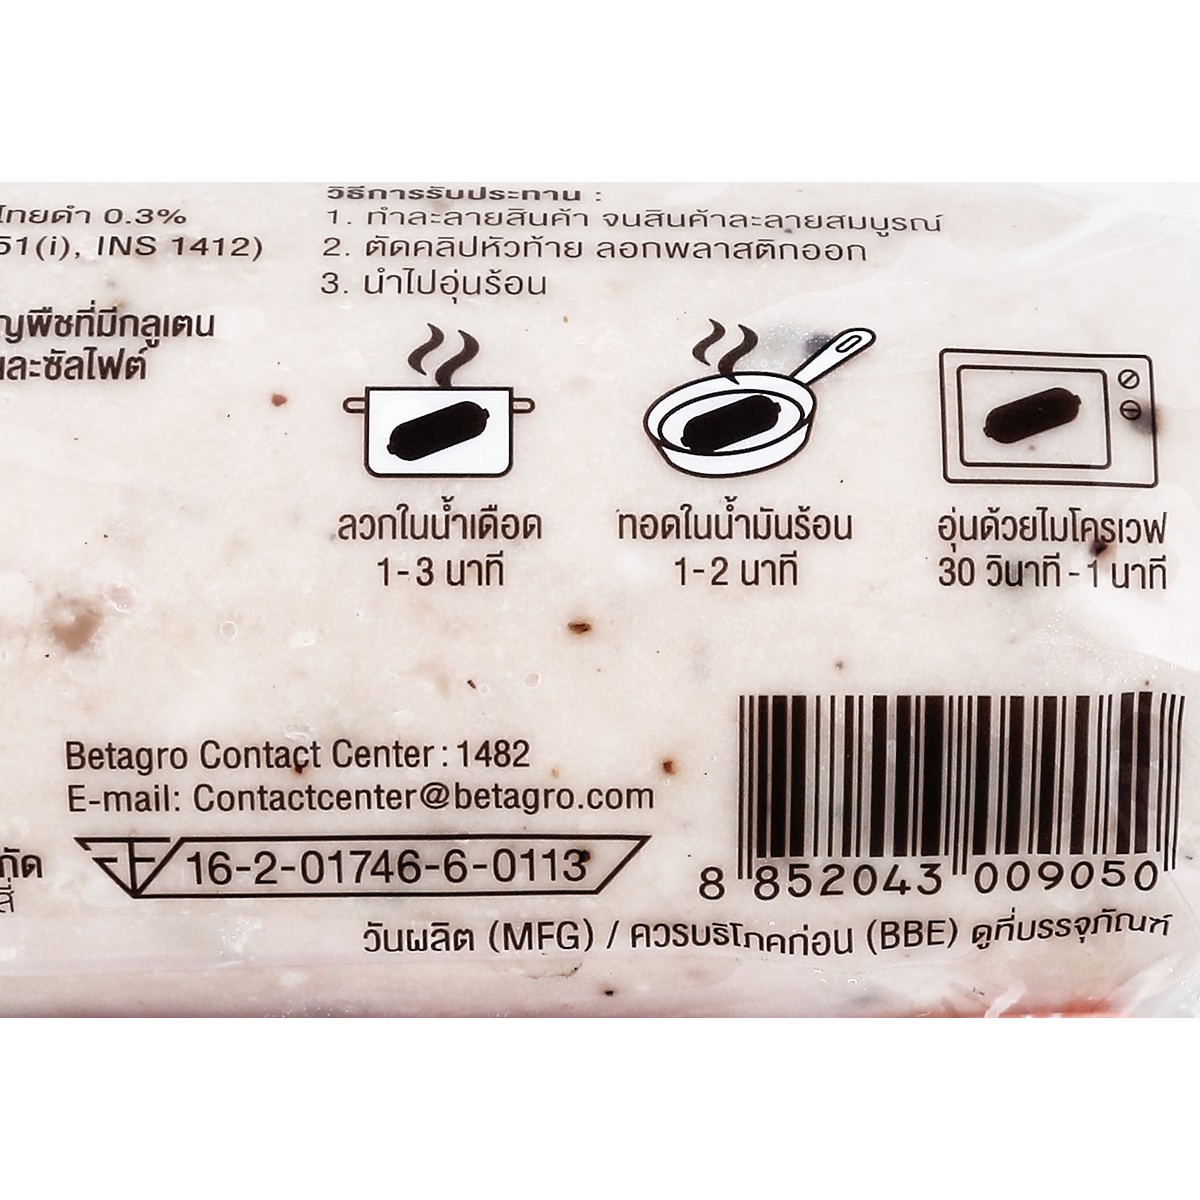 ไทยดำ 0.3%
51(i), INS 1412)
ญพืชที่มีกลูเตน
และซัลไฟต์
วิธีการรับประทาน :
1. ทำละลายสินค้า จนสินค้าละลายสมบูรณ์
2. ตัดคลิปหัวท้าย ลอกพลาสติกออก
3. นำไปอุ่นร้อน
ลวกในน้ำเดือด
1-3 นาที
ทอดในน้ำมันร้อน
1-2 นาที
อุ่นด้วยไมโครเวฟ
30 วินาที - 1 นาที
Betagro Contact Center : 1482
E-mail: Contactcenter@betagro.com
กัด
สี่
16-2-01746-6-0113
8 852043 009050
วันผลิต (MFG) / ควรบริโภคก่อน (BBE) ดูที่บรรจุภัณฑ์